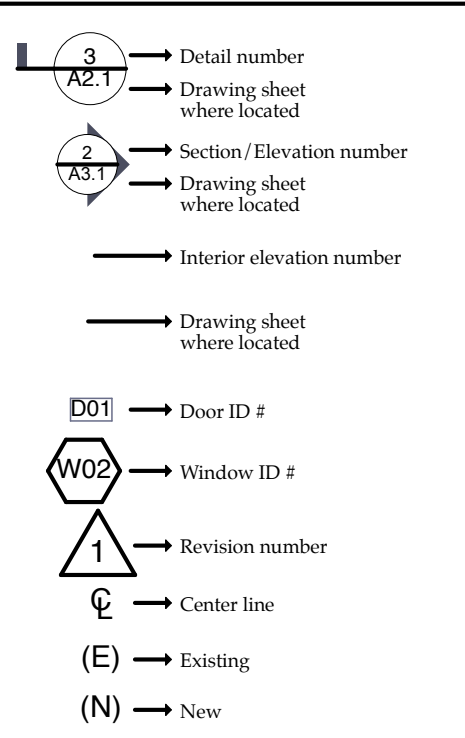 3 Detail number
A2.1 Drawing sheet
where located
2 Section/Elevation number
A3.1 Drawing sheet
where located
Interior elevation number
Drawing sheet
where located
D01 Door ID #
W02 Window ID #
1 Revision number
℄ Center line
(E) Existing
(N) New